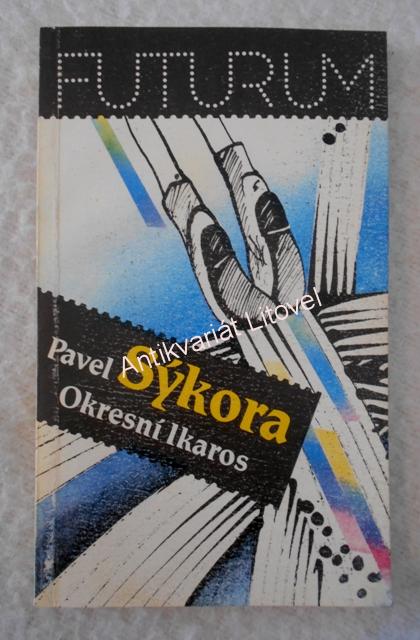 FUTURUM
Antikvariát Litovel
Pavel Sýkora
Okresní Ikaros